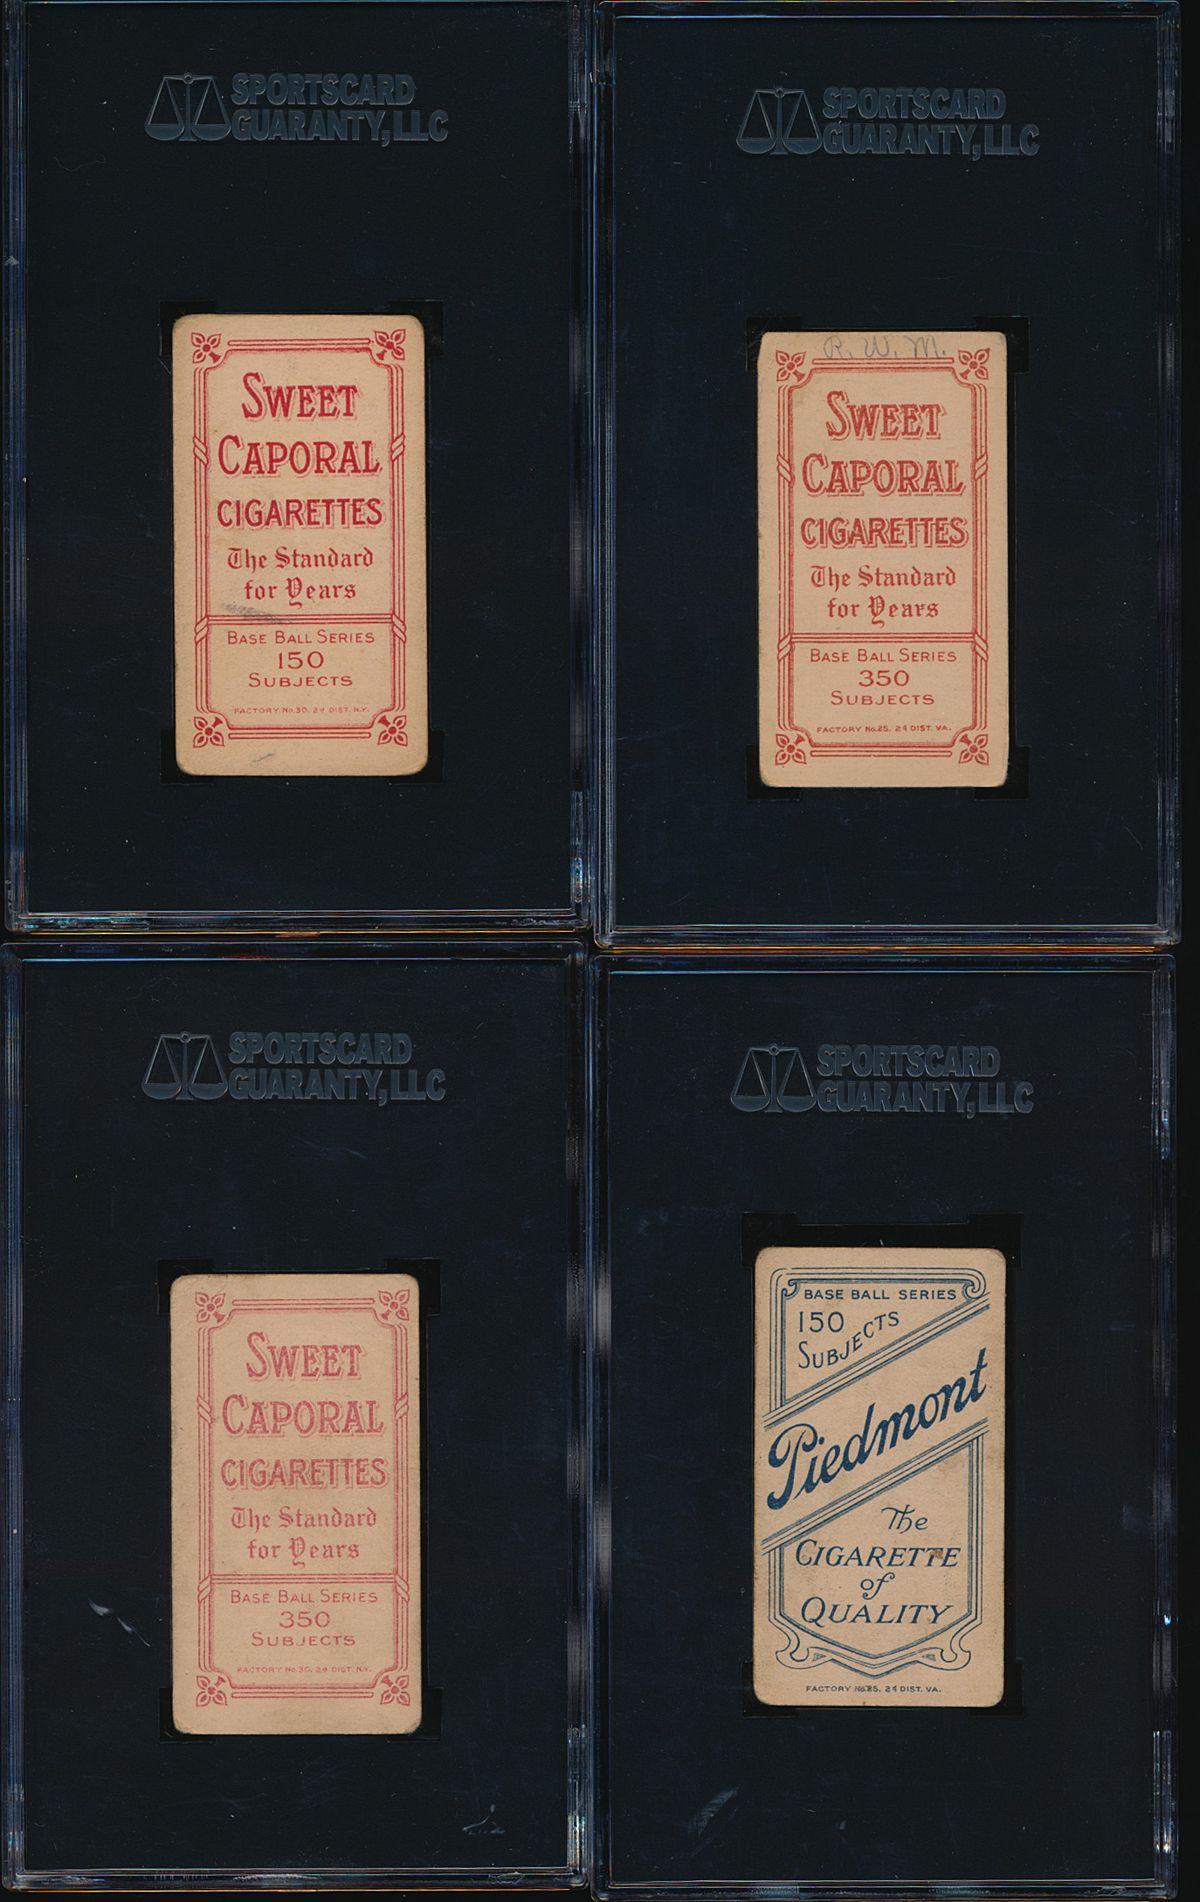 SPORTSCARD
GUARANTY, LLC
SWEET
CAPORAL
CIGARETTES
The Standard
for Years
BASE BALL SERIES
150
SUBJECTS
FACTORY No. 30. 2d DIST. N.Y.
SPORTSCARD
GUARANTY, LLC
R. W. M.
SWEET
CAPORAL
CIGARETTES
The Standard
for Years
BASE BALL SERIES
350
SUBJECTS
FACTORY No. 25. 2d DIST. VA.
SPORTSCARD
GUARANTY, LLC
SWEET
CAPORAL
CIGARETTES
The Standard
for Years
BASE BALL SERIES
350
SUBJECTS
FACTORY No. 30. 2d DIST. N.Y.
SPORTSCARD
GUARANTY, LLC
BASE BALL SERIES
150
SUBJECTS
Piedmont
The
CIGARETTE
of
QUALITY
FACTORY No. 25. 2d DIST. VA.